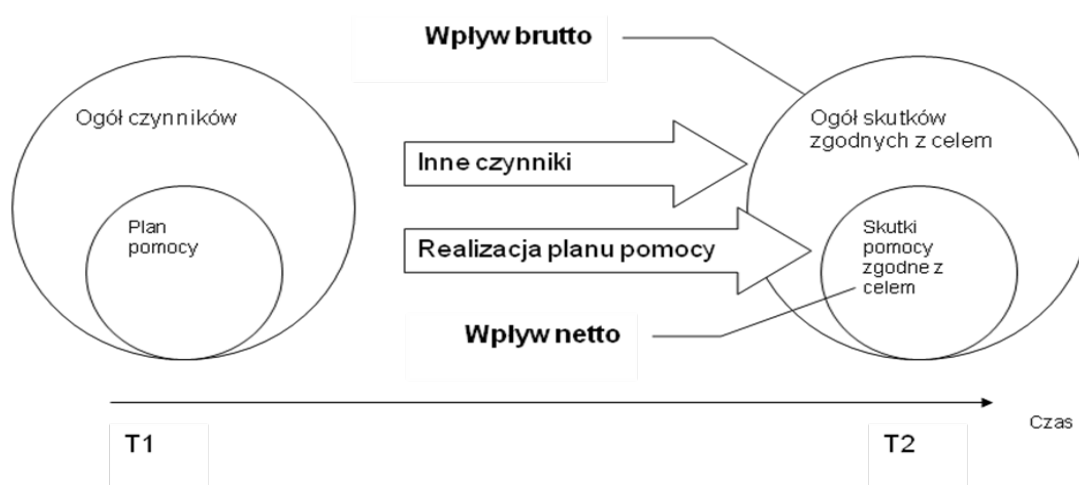 Wpływ brutto
Ogół czynników
Ogół skutków
zgodnych z celem
Inne czynniki
Plan
pomocy
Realizacja planu pomocy
Skutki
pomocy
zgodne z
celem
Wpływ netto
Czas
T1
T2